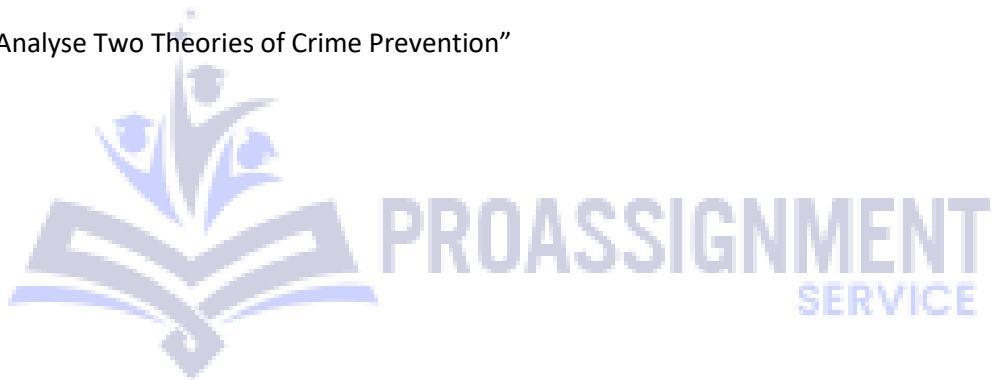 Analyse Two Theories of Crime Prevention”
PROASSIGNMENT
SERVICE